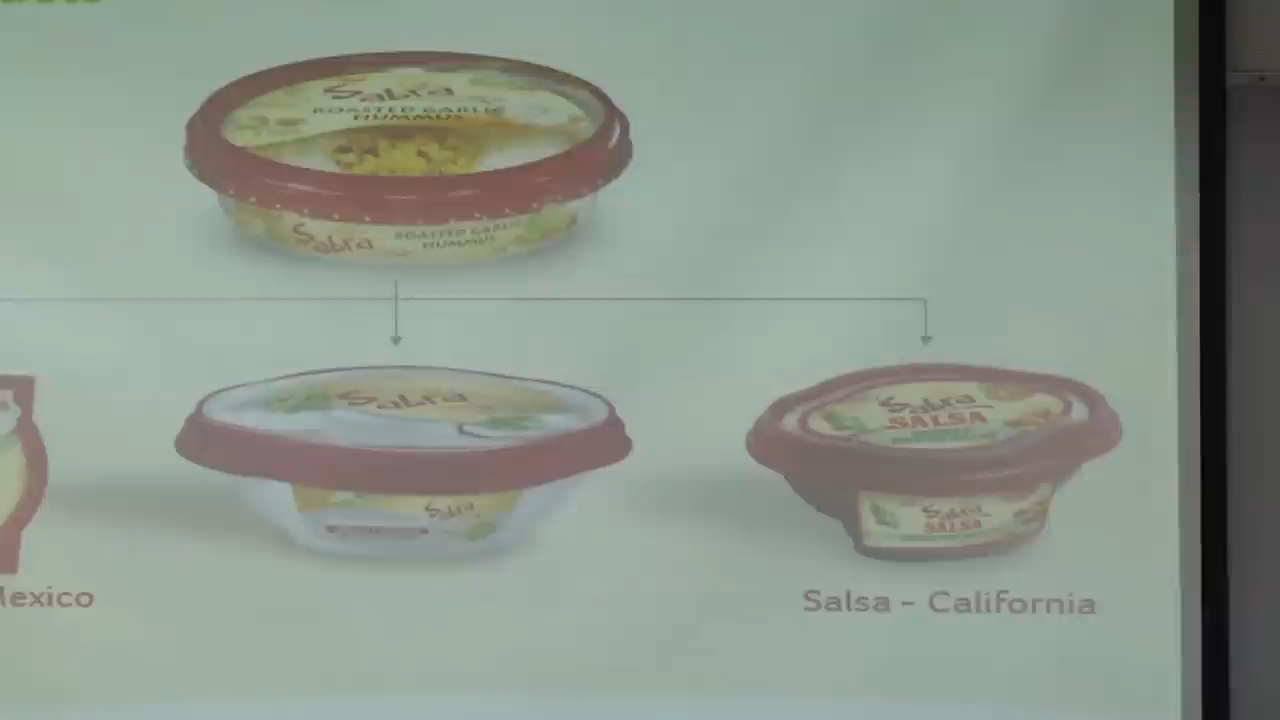 Sabra
ROASTED GARLIC
HUMMUS
Sabra ROASTED GARLIC
HUMMUS
Sabra
Sabra
SALSA
Sabra
Sabra
SALSA
Mexico
Salsa - California